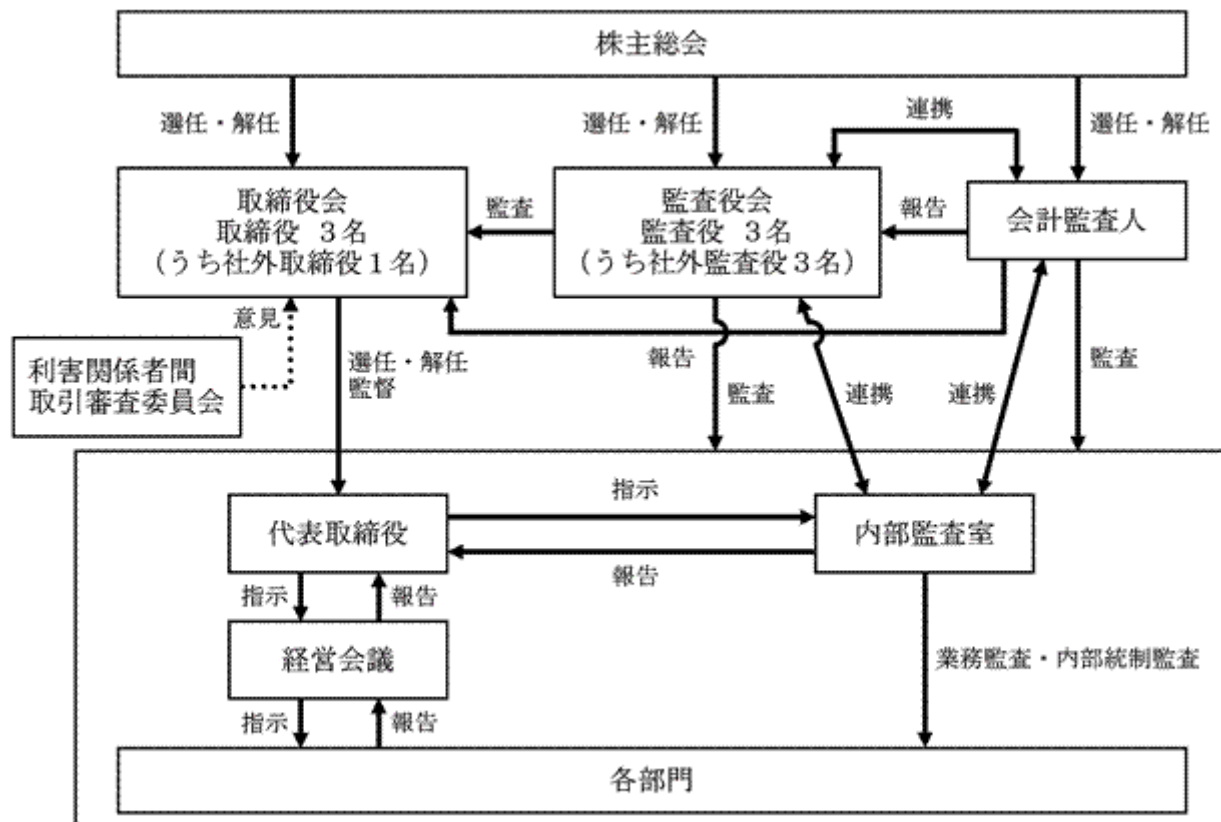 株主総会
選任・解任
選任・解任
連携
選任・解任
取締役会
取締役 3名
(うち社外取締役1名)
監査
監査役会
監査役 3名
(うち社外監査役3名)
報告
会計監査人
意見
利害関係者間
取引審査委員会
選任・解任
監督
報告
監査
連携
連携
監査
代表取締役
指示
報告
内部監査室
指示
報告
経営会議
業務監査・内部統制監査
指示
報告
各部門